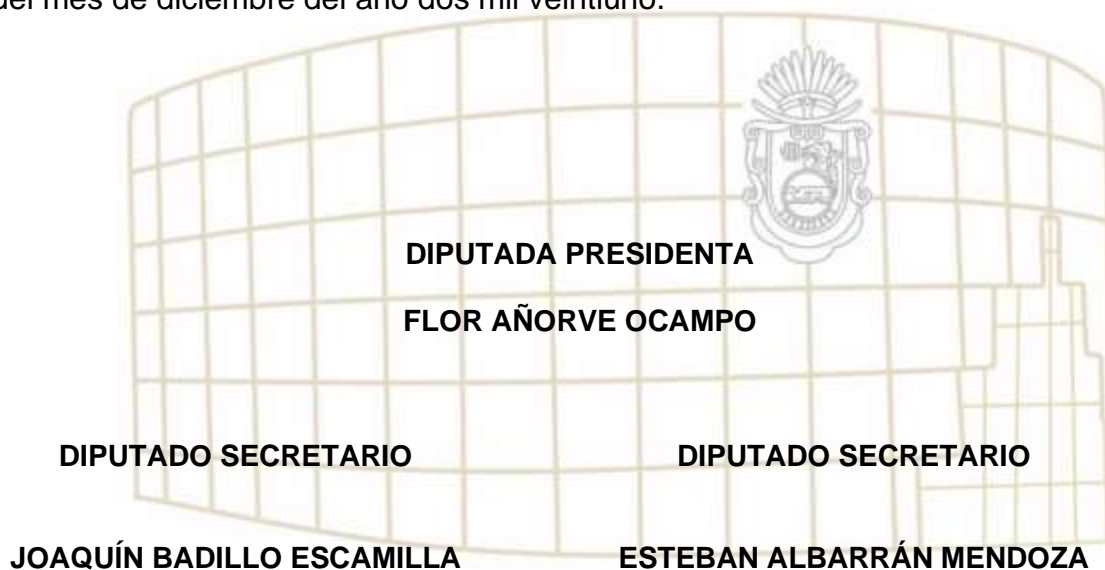 del mes de diciembre del año dos mil veintiuno.
DIPUTADA PRESIDENTA
FLOR AÑORVE OCAMPO
DIPUTADO SECRETARIO DIPUTADO SECRETARIO
JOAQUÍN BADILLO ESCAMILLA ESTEBAN ALBARRÁN MENDOZA